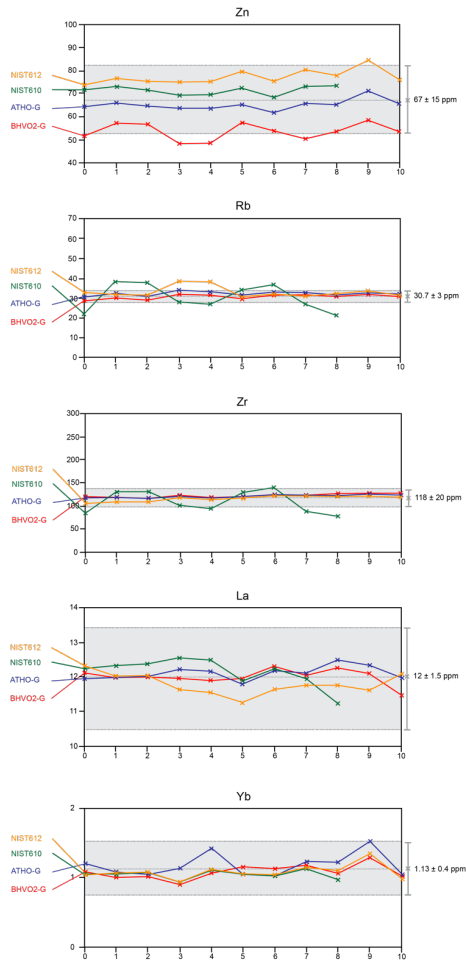 Zn
100
90
80
70
60
50
40
NIST612
NIST610
ATHO-G
BHVO2-G
67 ± 15 ppm
0 1 2 3 4 5 6 7 8 9 10
Rb
70
60
50
40
30
20
10
0
NIST612
NIST610
ATHO-G
BHVO2-G
30.7 ± 3 ppm
0 1 2 3 4 5 6 7 8 9 10
Zr
300
250
200
150
100
50
0
NIST612
NIST610
ATHO-G
BHVO2-G
118 ± 20 ppm
0 1 2 3 4 5 6 7 8 9 10
La
14
13
12
11
10
NIST612
NIST610
ATHO-G
BHVO2-G
12 ± 1.5 ppm
0 1 2 3 4 5 6 7 8 9 10
Yb
2
1
0
NIST612
NIST610
ATHO-G
BHVO2-G
1.13 ± 0.4 ppm
0 1 2 3 4 5 6 7 8 9 10